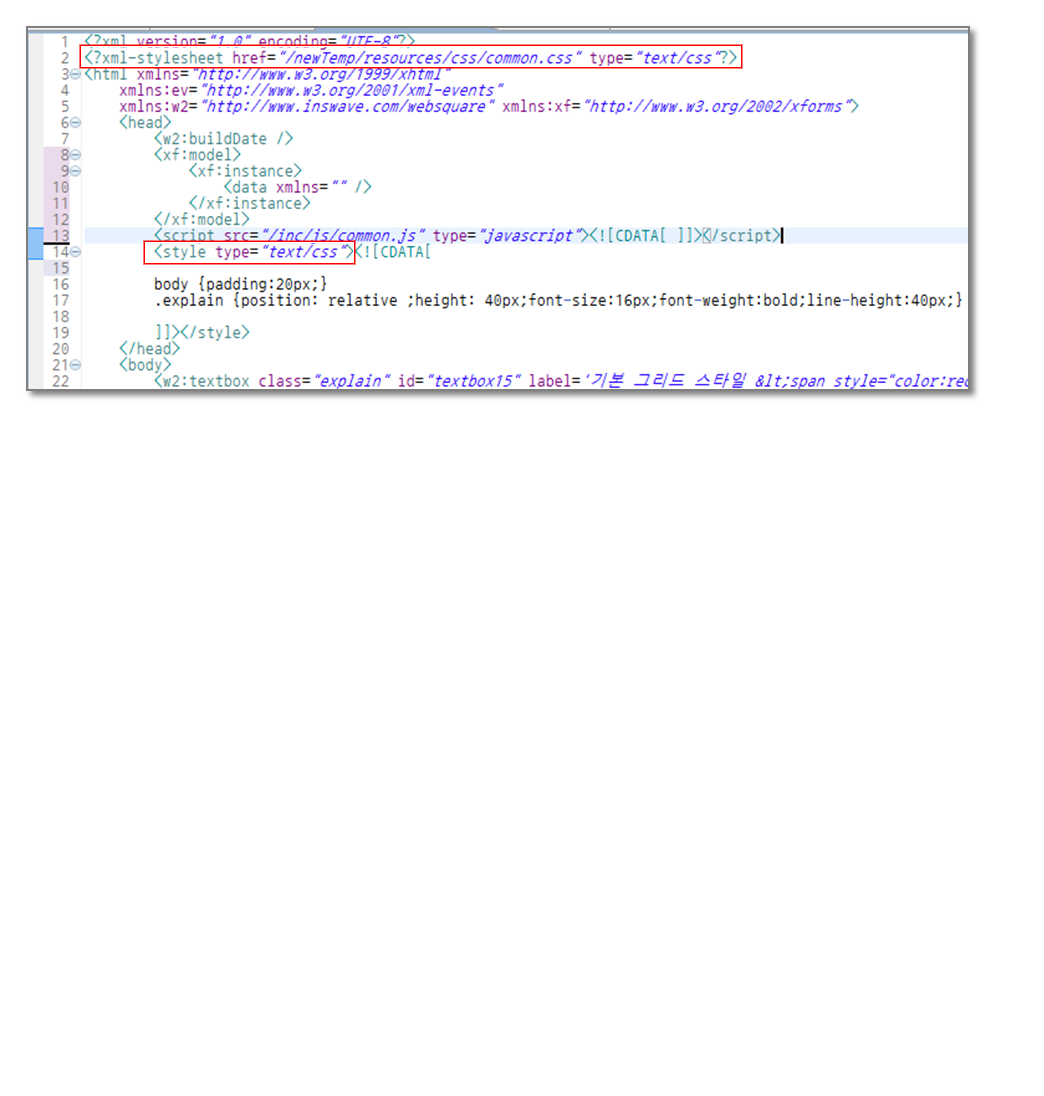 1 <?xml version="1.0" encoding="UTF-8"?>
2 <?xml-stylesheet href="/newTemp/resources/css/common.css" type="text/css"?>
3 <html xmlns="http://www.w3.org/1999/xhtml"
4 xmlns:ev="http://www.w3.org/2001/xml-events"
5 xmlns:w2="http://www.inswave.com/websquare" xmlns:xf="http://www.w3.org/2002/xforms">
6 <head>
7 <w2:buildDate />
8 <xf:model>
9 <xf:instance>
10 <data xmlns="" />
11 </xf:instance>
12 </xf:model>
13 <script src="/inc/js/common.js" type="javascript"><![CDATA[ ]]></script>
14 <style type="text/css"><![CDATA[
15
16 body {padding:20px;}
17 .explain {position: relative ;height: 40px;font-size:16px;font-weight:bold;line-height:40px;}
18
19 ]]></style>
20 </head>
21 <body>
22 <w2:textbox class="explain" id="textbox15" label='기본 그리드 스타일 &lt;span style="color:red